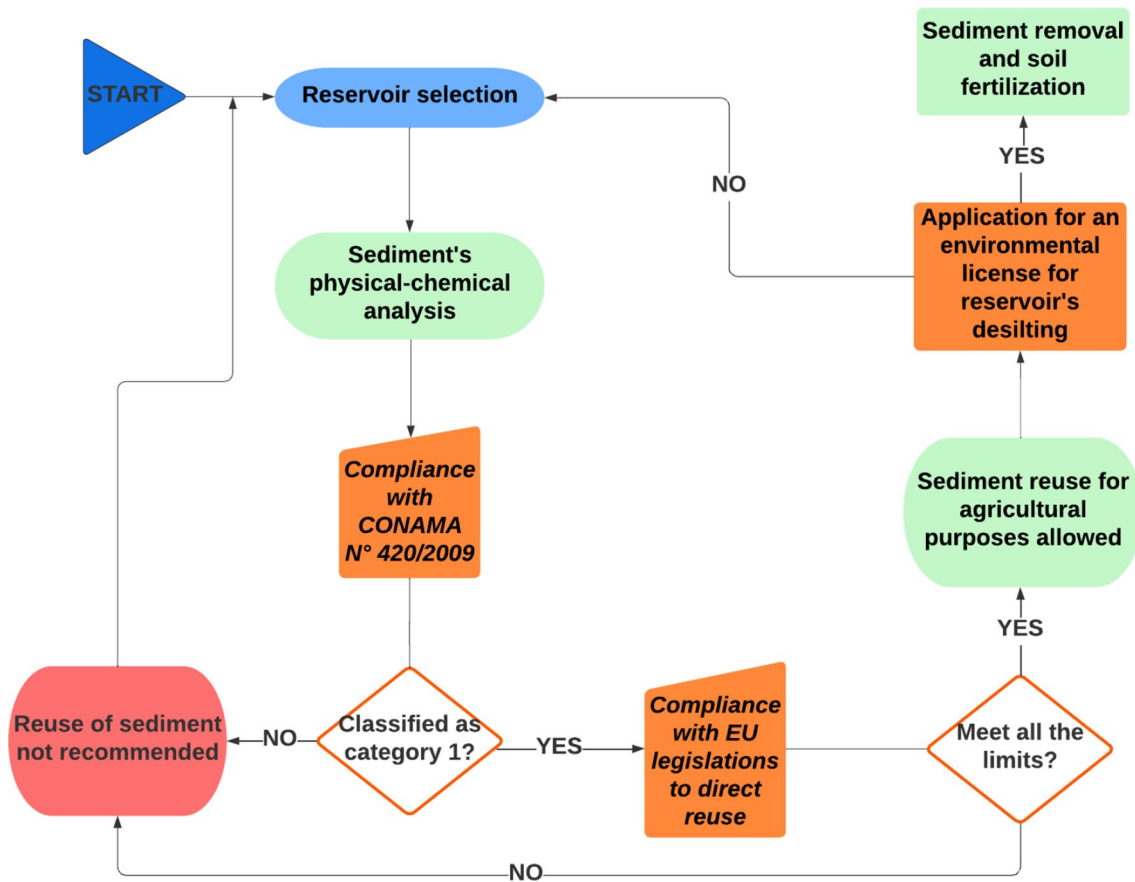 START
Reservoir selection
Sediment's
physical-chemical
analysis
Compliance
with
CONAMA
N° 420/2009
Classified as
category 1?
NO
Reuse of sediment
not recommended
YES
Compliance
with EU
legislations
to direct
reuse
Meet all the
limits?
NO
YES
Sediment reuse for
agricultural
purposes allowed
Application for an
environmental
license for
reservoir's
desilting
NO
YES
Sediment removal
and soil
fertilization